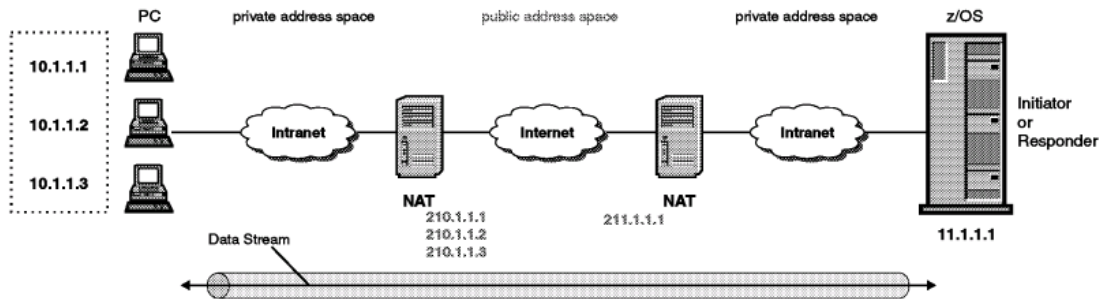 PC
private address space
public address space
private address space
z/OS
10.1.1.1
10.1.1.2
10.1.1.3
Intranet
Internet
Intranet
Initiator
or
Responder
NAT
NAT
210.1.1.1
210.1.1.2
210.1.1.3
211.1.1.1
11.1.1.1
Data Stream